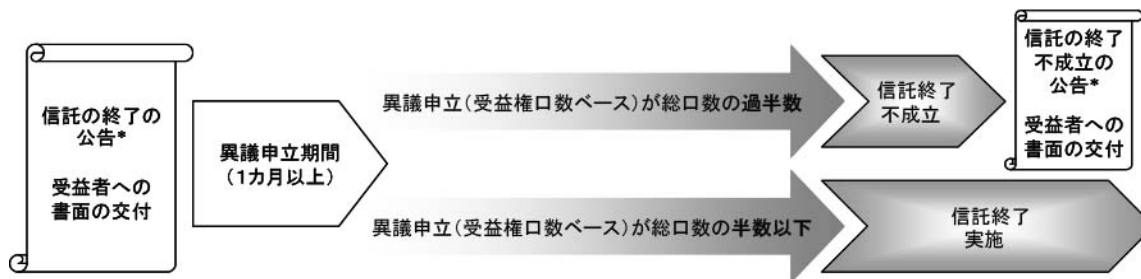 信託の終了の
公告*
受益者への
書面の交付
異議申立期間
(1カ月以上)
異議申立(受益権口数ベース)が総口数の過半数
信託終了
不成立
信託の終了
不成立の
公告*
受益者への
書面の交付
異議申立(受益権口数ベース)が総口数の半数以下
信託終了
実施